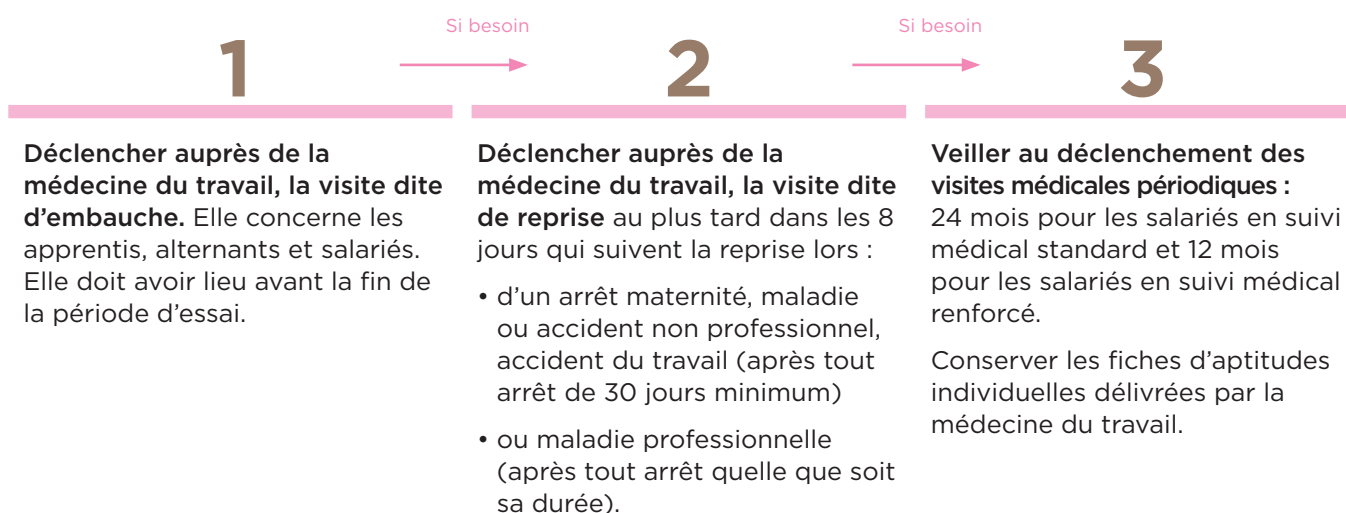 1
Si besoin
2
Si besoin
3
Déclencher auprès de la
médecine du travail, la visite dite
d’embauche. Elle concerne les
apprentis, alternants et salariés.
Elle doit avoir lieu avant la fin de
la période d’essai.
Déclencher auprès de la
médecine du travail, la visite dite
de reprise au plus tard dans les 8
jours qui suivent la reprise lors :
• d’un arrêt maternité, maladie
ou accident non professionnel,
accident du travail (après tout
arrêt de 30 jours minimum)
• ou maladie professionnelle
(après tout arrêt quelle que soit
sa durée).
Veiller au déclenchement des
visites médicales périodiques :
24 mois pour les salariés en suivi
médical standard et 12 mois
pour les salariés en suivi médical
renforcé.
Conserver les fiches d’aptitudes
individuelles délivrées par la
médecine du travail.